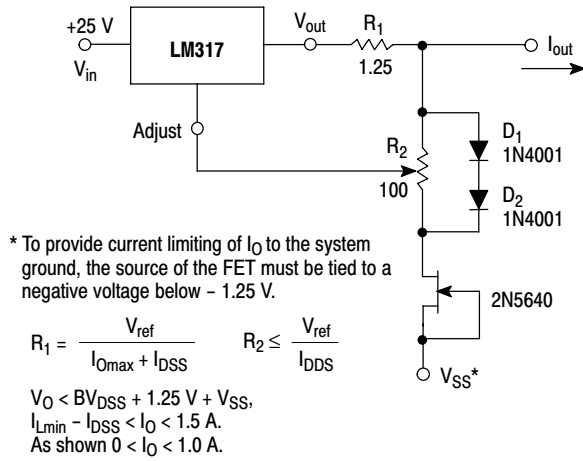 +25 V
V_in
LM317
V_out
R_1
1.25
I_out
Adjust
R_2
100
D_1
1N4001
D_2
1N4001
* To provide current limiting of I_O to the system
ground, the source of the FET must be tied to a
negative voltage below – 1.25 V.
2N5640
V_SS*
R_1 = V_ref / (I_Omax + I_DSS)
R_2 ≤ V_ref / I_DDS
V_O < BV_DSS + 1.25 V + V_SS,
I_Lmin – I_DSS < I_O < 1.5 A.
As shown 0 < I_O < 1.0 A.